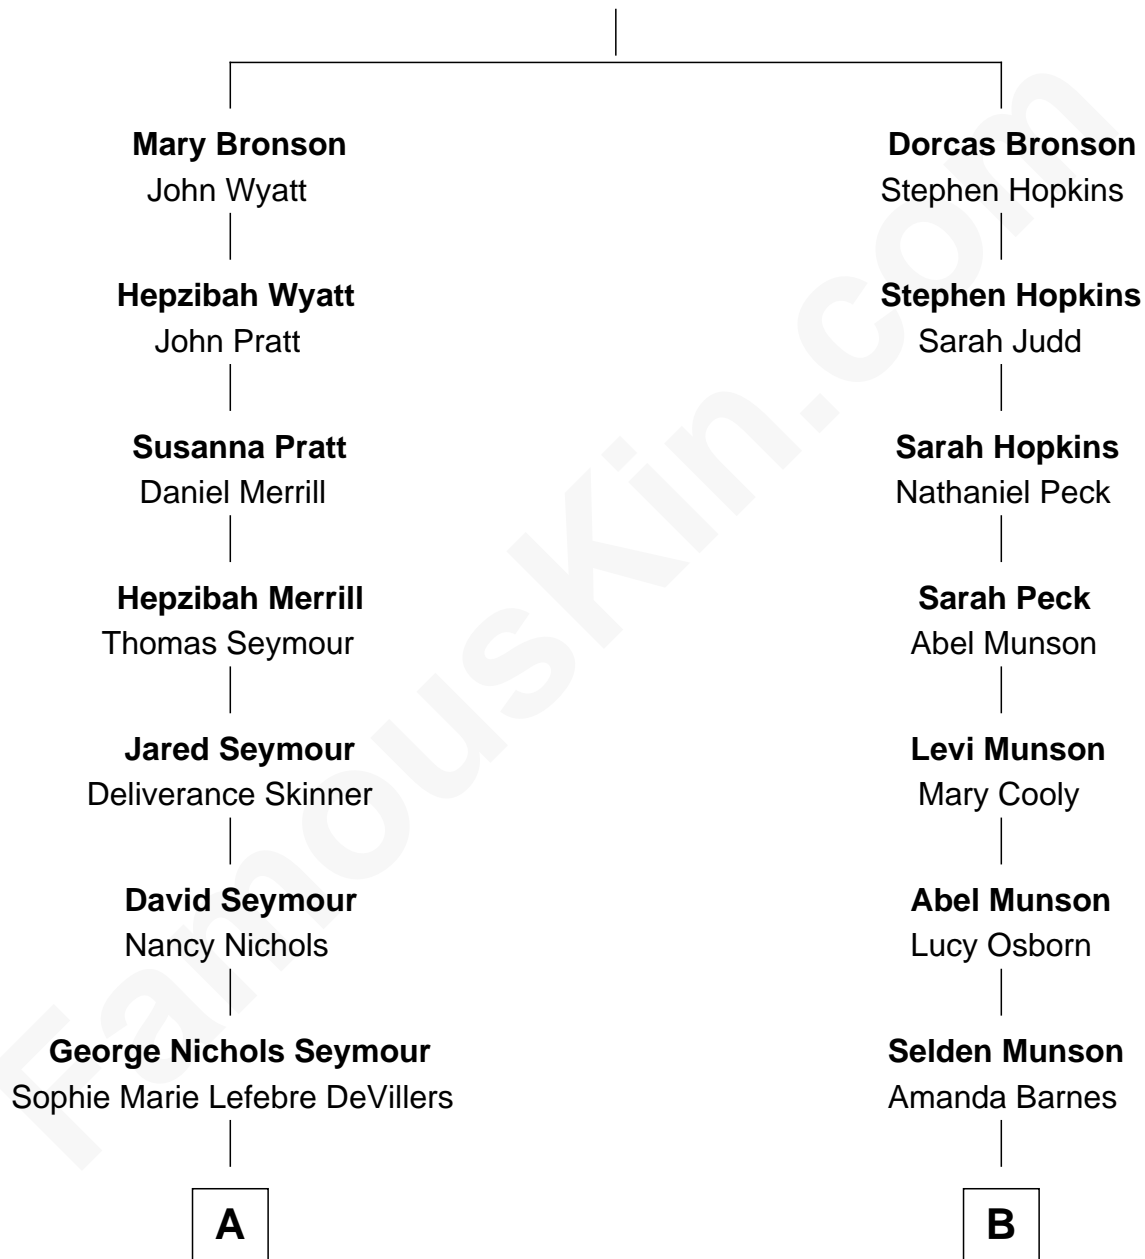 Mary Bronson
John Wyatt
Hepzibah Wyatt
John Pratt
Susanna Pratt
Daniel Merrill
Hepzibah Merrill
Thomas Seymour
Jared Seymour
Deliverance Skinner
David Seymour
Nancy Nichols
George Nichols Seymour
Sophie Marie Lefebre DeVillers
A
Dorcas Bronson
Stephen Hopkins
Stephen Hopkins
Sarah Judd
Sarah Hopkins
Nathaniel Peck
Sarah Peck
Abel Munson
Levi Munson
Mary Cooly
Abel Munson
Lucy Osborn
Selden Munson
Amanda Barnes
B
FamousKin.com